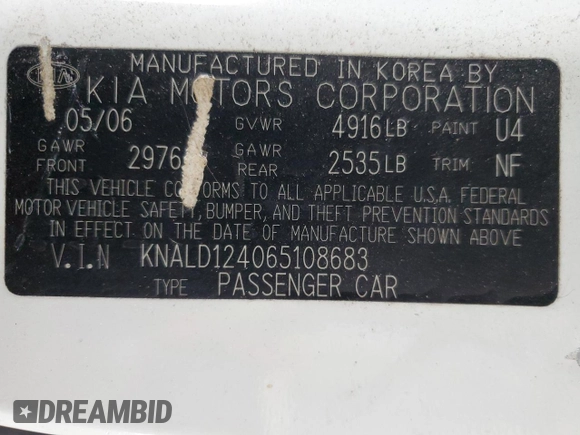 KIA
MANUFACTURED IN KOREA BY
KIA MOTORS CORPORATION
05/06 GVWR 4916LB PAINT U4
GAWR FRONT GAWR REAR 2535LB TRIM NF
THIS VEHICLE CONFORMS TO ALL APPLICABLE U.S.A. FEDERAL
MOTOR VEHICLE SAFETY, BUMPER, AND THEFT PREVENTION STANDARDS
IN EFFECT ON THE DATE OF MANUFACTURE SHOWN ABOVE
V.I.N KNALD124065108683
TYPE PASSENGER CAR
DREAMBID